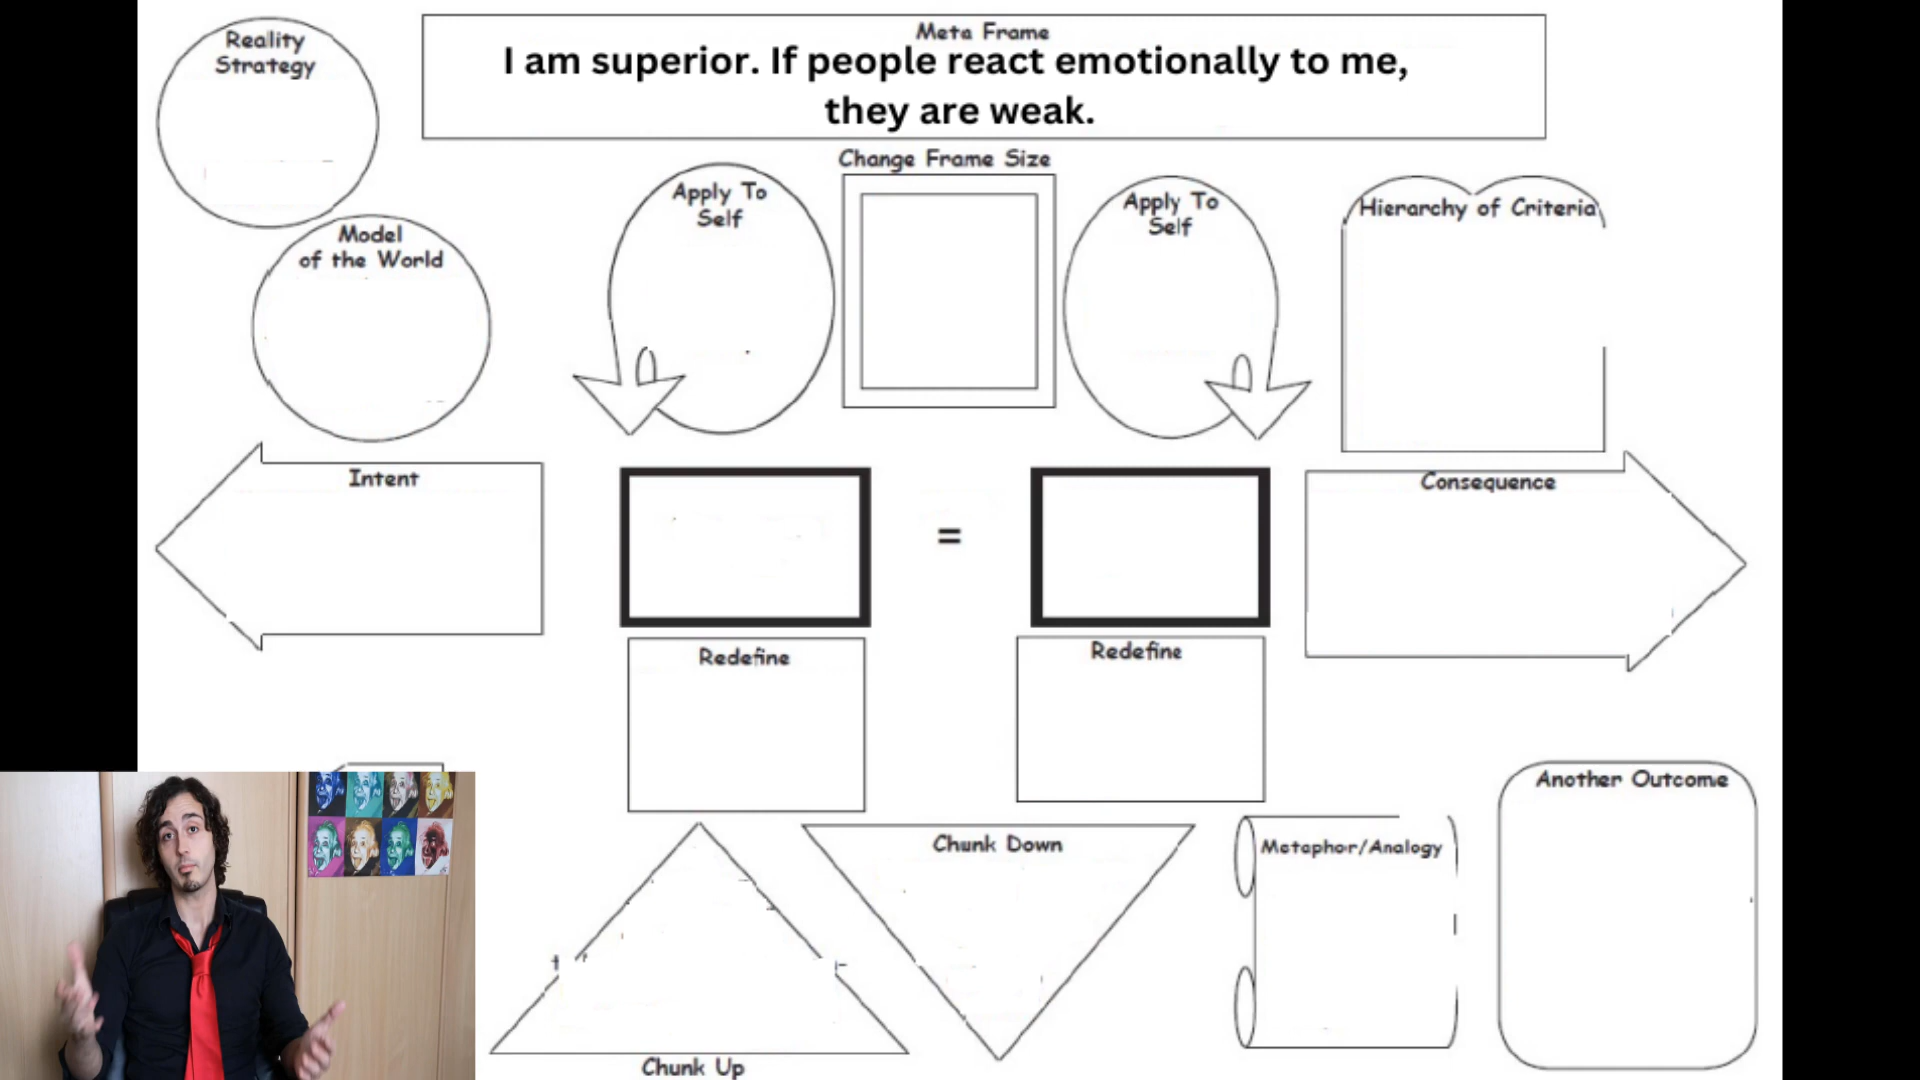 Reality
Strategy
Meta Frame
I am superior. If people react emotionally to me,
they are weak.
Change Frame Size
Apply To
Self
Apply To
Self
Hierarchy of Criteria
Model
of the World
Intent
=
Consequence
Redefine
Redefine
Another Outcome
Chunk Down
Metaphor/Analogy
Chunk Up